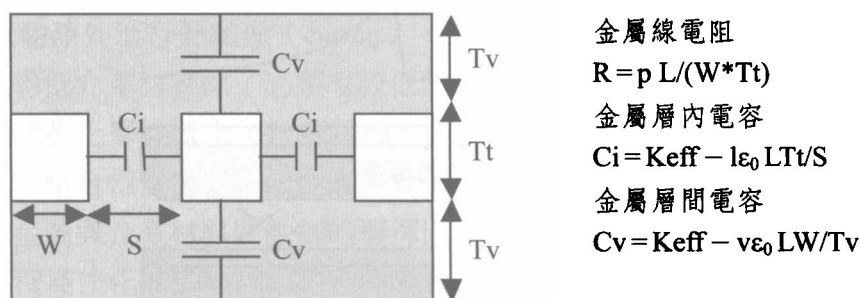 Cv
Tv
Ci
Ci
Tt
W
S
Cv
Tv
金屬線電阻
R=p L/(W*Tt)
金屬層內電容
Ci=Keff－lε₀ LTt/S
金屬層間電容
Cv=Keff－vε₀ LW/Tv